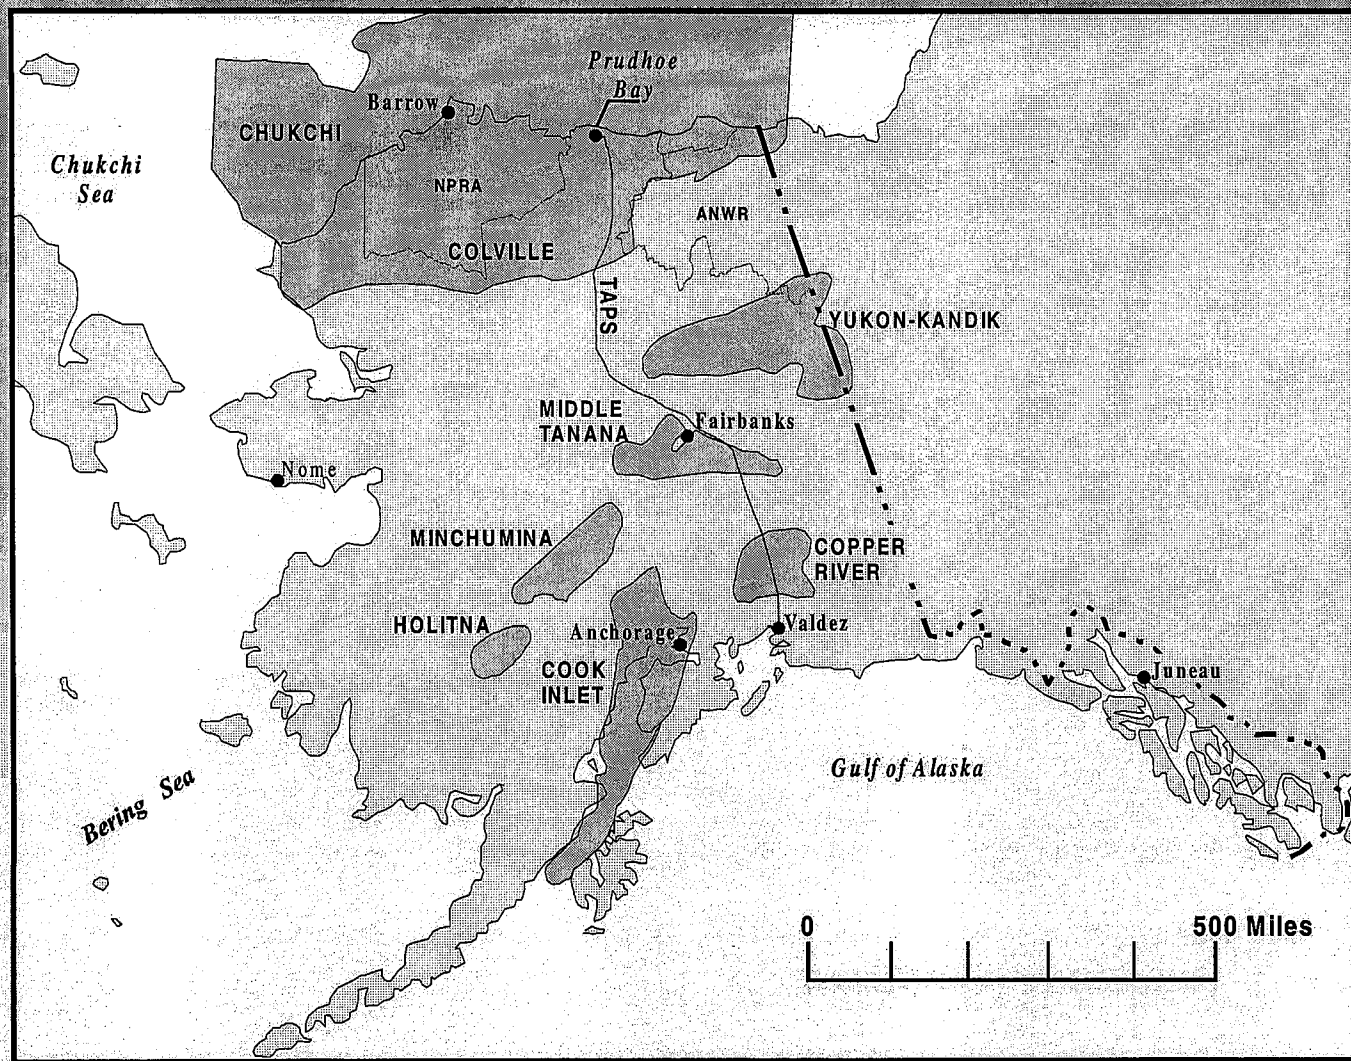 Prudhoe
Bay
Barrow
CHUKCHI
Chukchi
Sea
NPRA
ANWR
COLVILLE
TAPS
YUKON-KANDIK
MIDDLE
TANANA
Fairbanks
Nome
MINCHUMINA
COPPER
RIVER
HOLITNA
Anchorage
Valdez
COOK
INLET
Juneau
Gulf of Alaska
Bering Sea
0
500 Miles